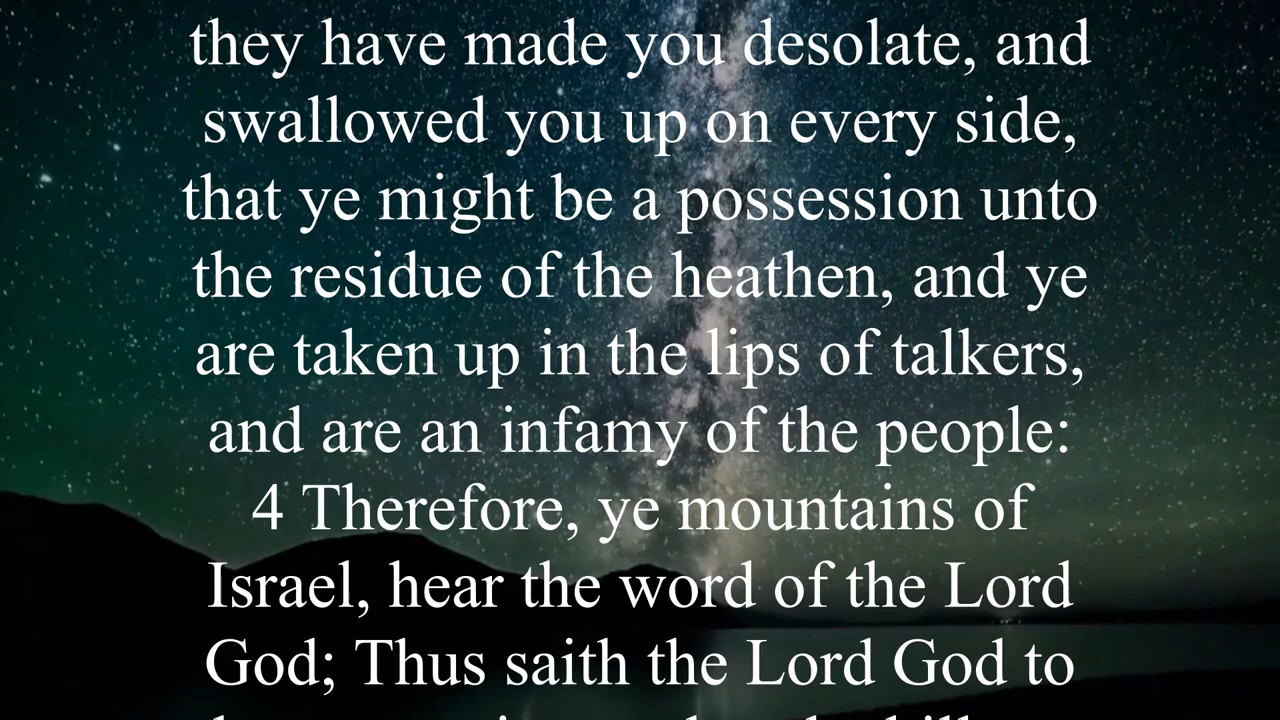 they have made you desolate, and
swallowed you up on every side,
that ye might be a possession unto
the residue of the heathen, and ye
are taken up in the lips of talkers,
and are an infamy of the people:
4 Therefore, ye mountains of
Israel, hear the word of the Lord
God; Thus saith the Lord God to